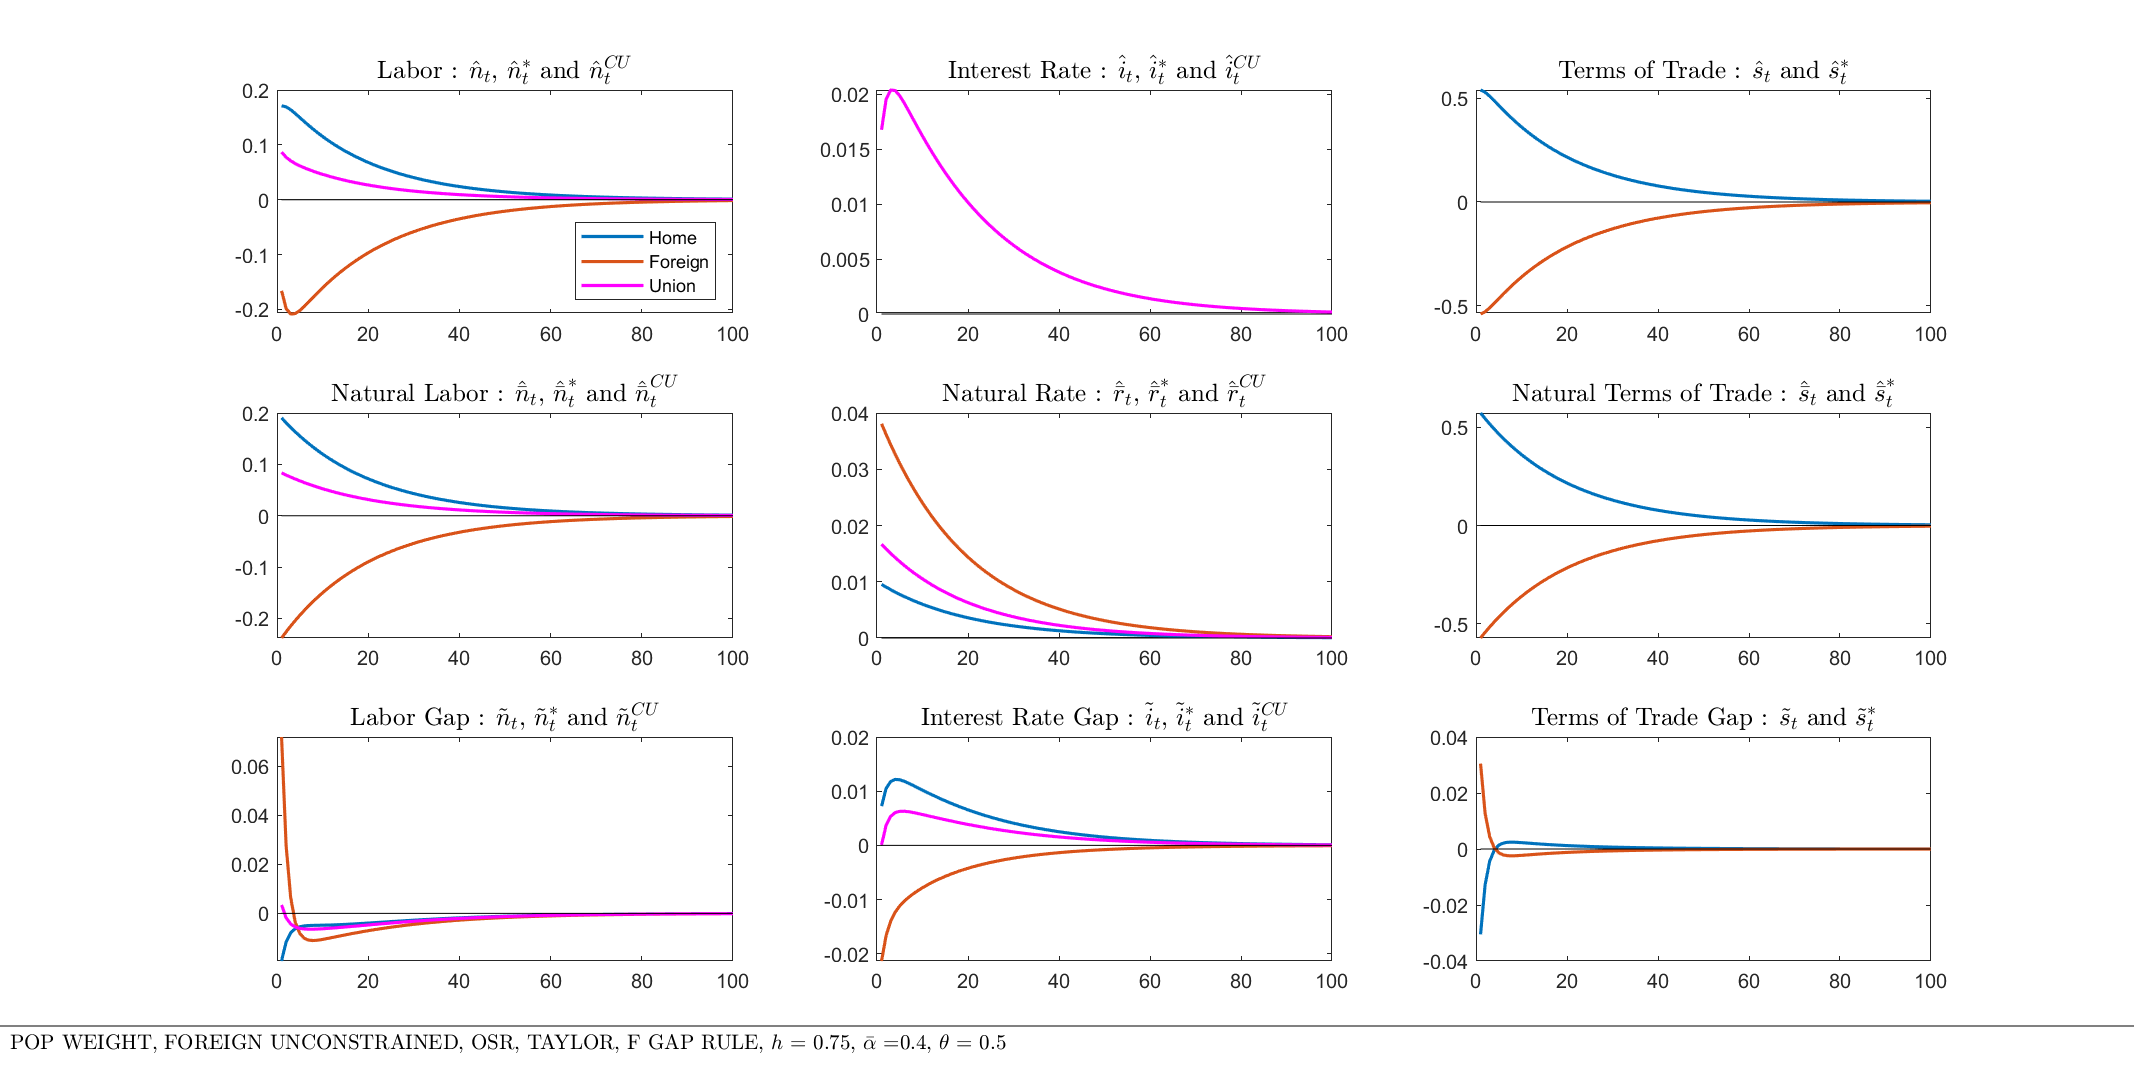 Labor : n̂ₜ, n̂ₜ* and n̂ₜᶜᵁ
0.2
0.1
0
-0.1
-0.2
0 20 40 60 80 100
Home
Foreign
Union
Interest Rate : îₜ, îₜ* and îₜᶜᵁ
0.02
0.015
0.01
0.005
0
0 20 40 60 80 100
Terms of Trade : ŝₜ and ŝₜ*
0.5
0
-0.5
0 20 40 60 80 100
Natural Labor : n̄̂ₜ, n̄̂ₜ* and n̄̂ₜᶜᵁ
0.2
0.1
0
-0.1
-0.2
0 20 40 60 80 100
Natural Rate : r̄̂ₜ, r̄̂ₜ* and r̄̂ₜᶜᵁ
0.04
0.03
0.02
0.01
0
0 20 40 60 80 100
Natural Terms of Trade : s̄̂ₜ and s̄̂ₜ*
0.5
0
-0.5
0 20 40 60 80 100
Labor Gap : ñₜ, ñₜ* and ñₜᶜᵁ
0.06
0.04
0.02
0
0 20 40 60 80 100
Interest Rate Gap : ĩₜ, ĩₜ* and ĩₜᶜᵁ
0.02
0.01
0
-0.01
-0.02
0 20 40 60 80 100
Terms of Trade Gap : s̃ₜ and s̃ₜ*
0.04
0.02
0
-0.02
-0.04
0 20 40 60 80 100
POP WEIGHT, FOREIGN UNCONSTRAINED, OSR, TAYLOR, F GAP RULE, h = 0.75, ᾱ =0.4, θ = 0.5